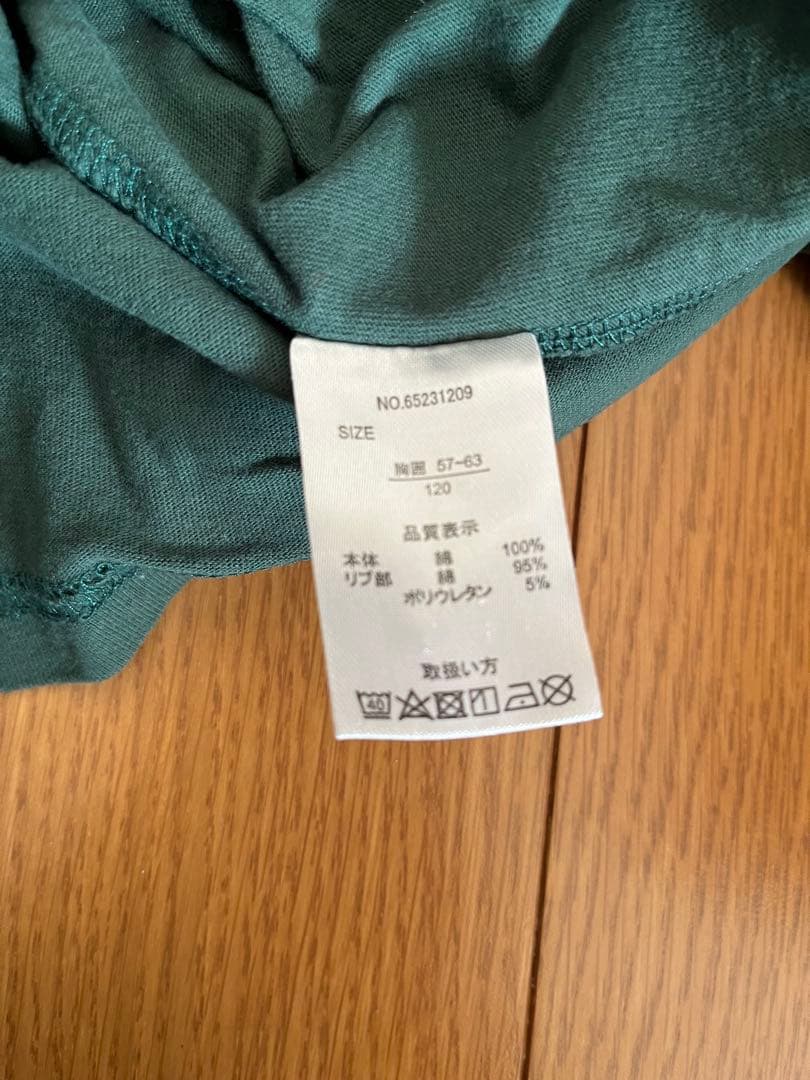 NO.65231209
SIZE
胸囲 57-63
120
品質表示
本体 綿 100%
リブ部 綿 95%
ポリウレタン 5%
取扱い方
40